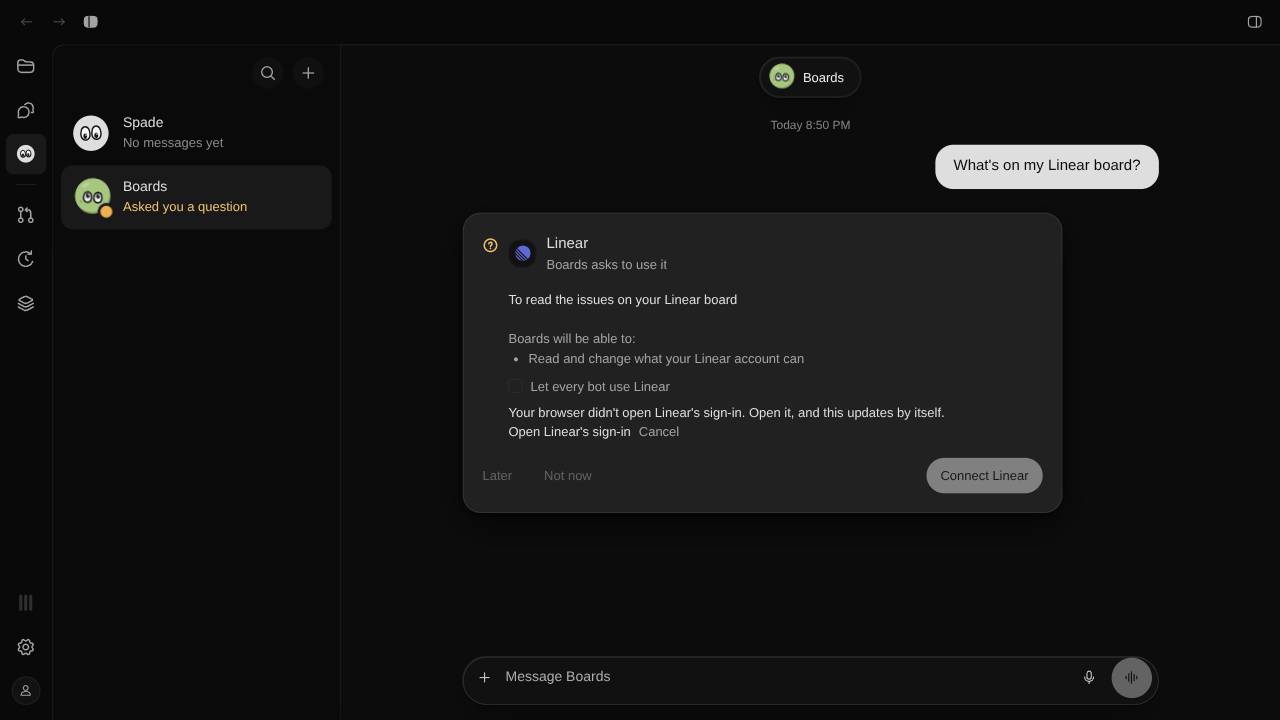 Boards
Today 8:50 PM
Spade
No messages yet
Boards
Asked you a question
What's on my Linear board?
Linear
Boards asks to use it
To read the issues on your Linear board
Boards will be able to:
• Read and change what your Linear account can
Let every bot use Linear
Your browser didn't open Linear's sign-in. Open it, and this updates by itself.
Open Linear's sign-in Cancel
Later Not now Connect Linear
Message Boards